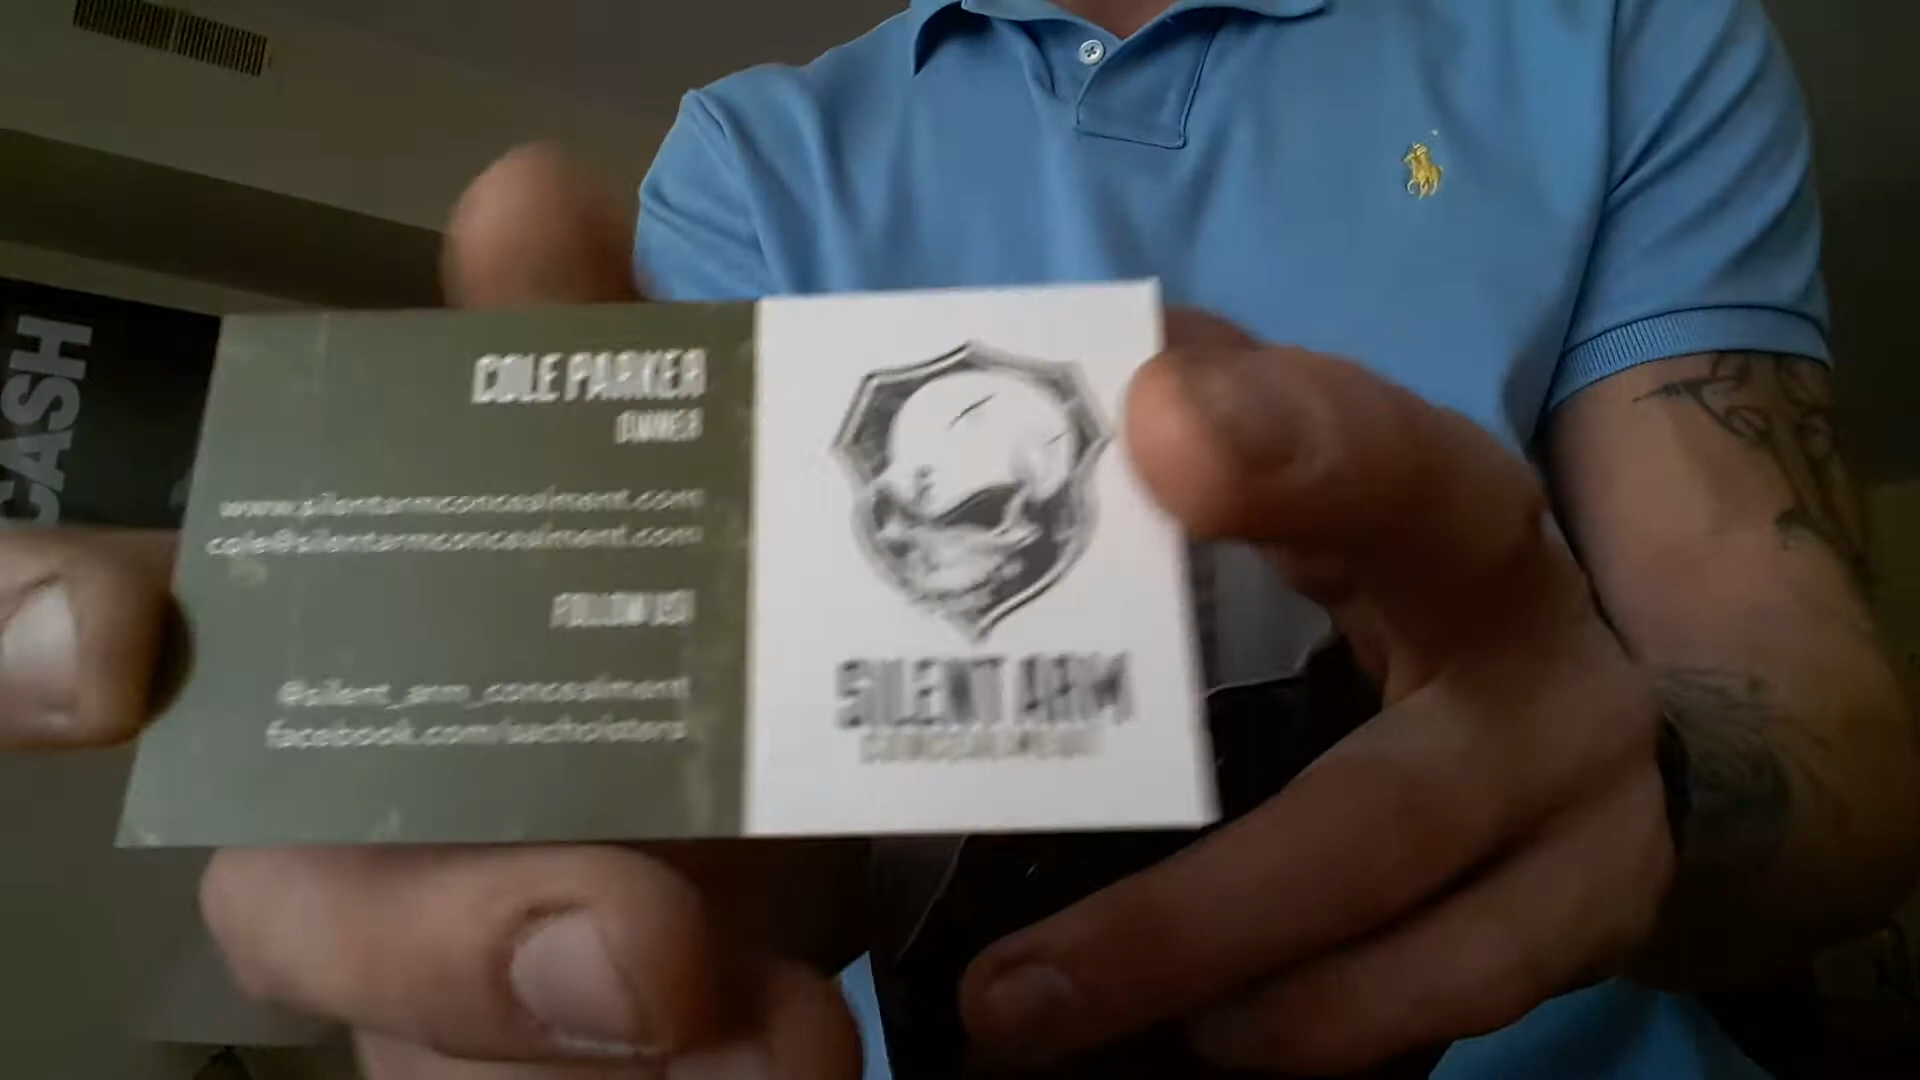 CASH
COLE PARKER
OWNER
www.silentarmconcealment.com
cole@silentarmconcealment.com
FOLLOW US!
@silent_arm_concealment
facebook.com/sacholsters
SILENT ARM
CONCEALMENT